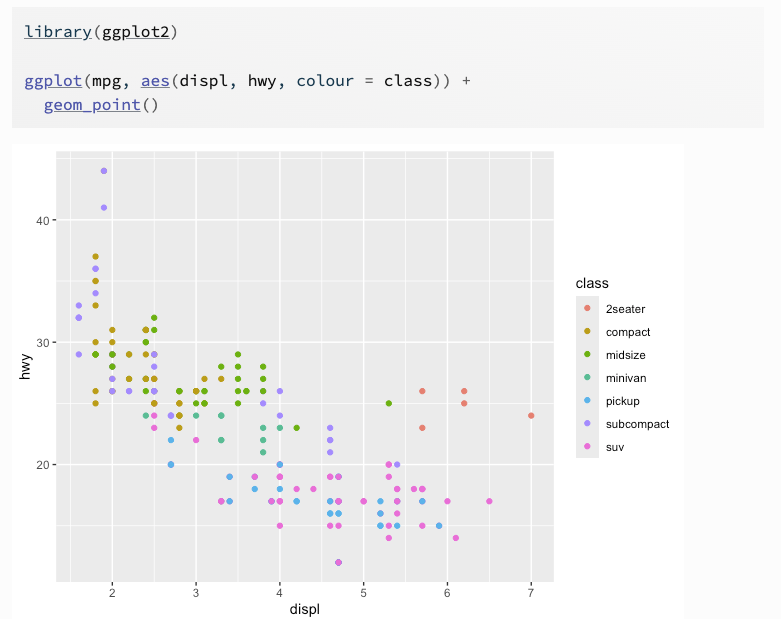 library(ggplot2)
ggplot(mpg, aes(displ, hwy, colour = class)) +
  geom_point()
40
30
20
hwy
2 3 4 5 6 7
displ
class
2seater
compact
midsize
minivan
pickup
subcompact
suv